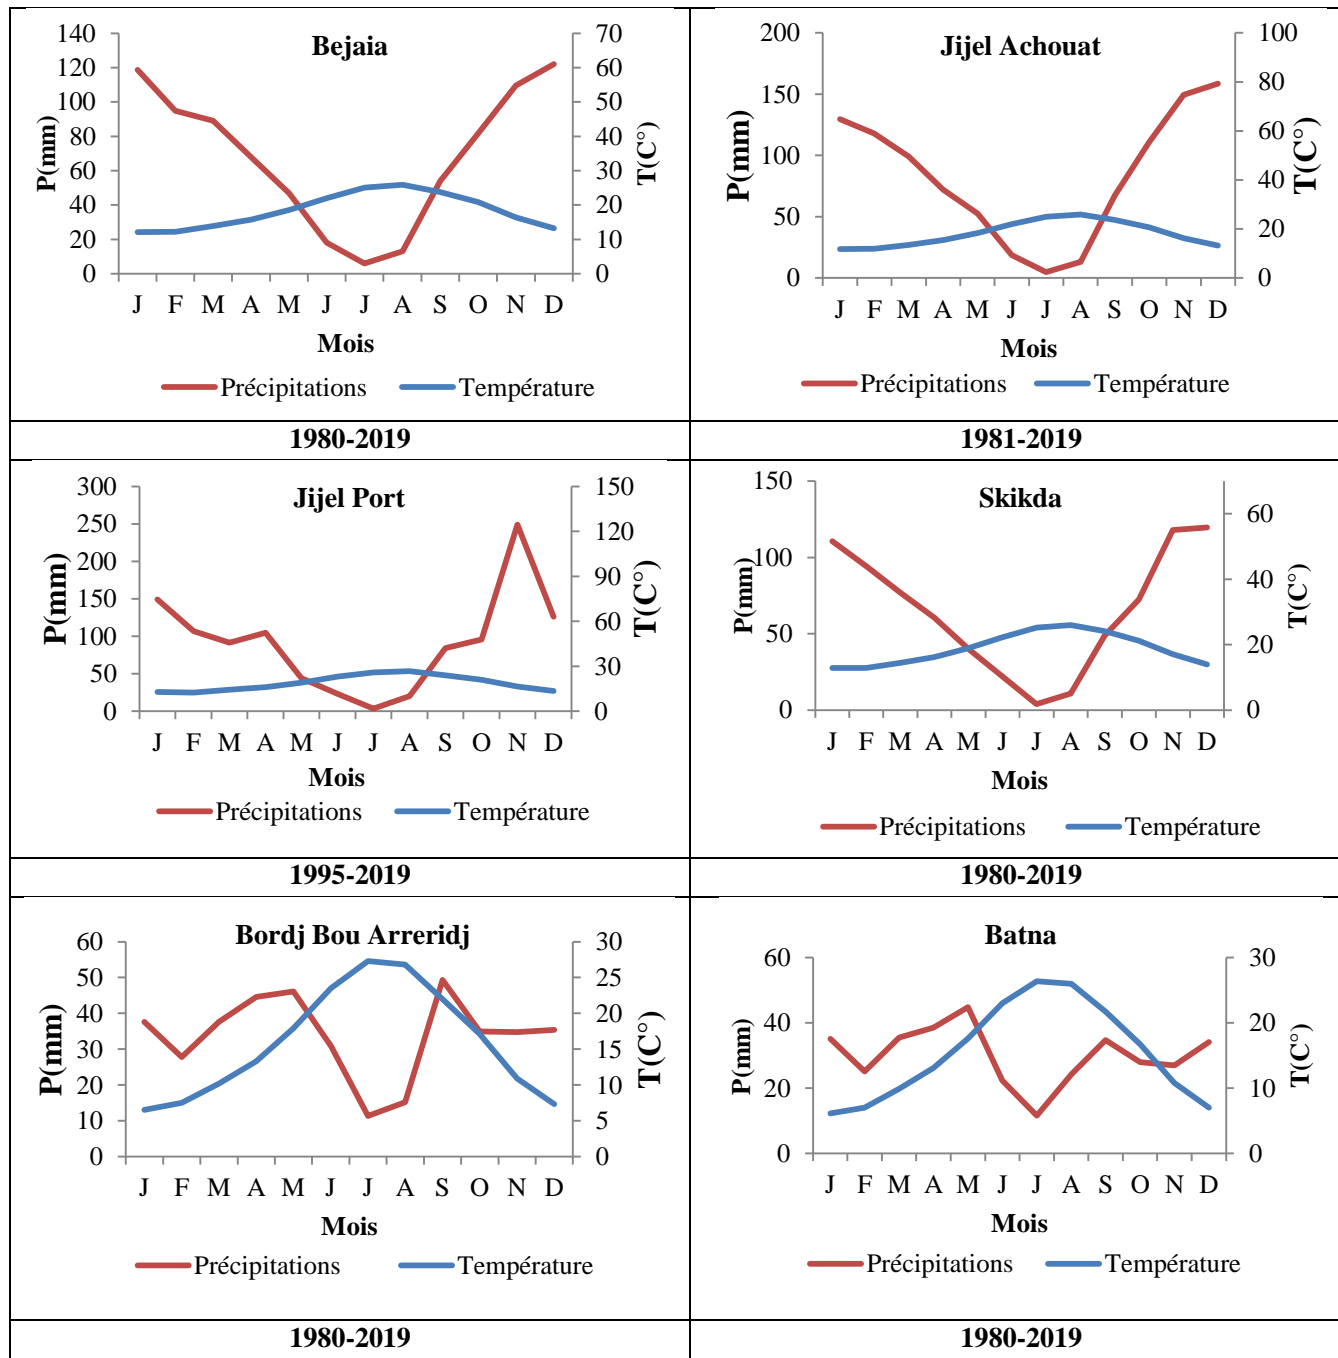 Bejaia
P(mm)
140
120
100
80
60
40
20
0
70
60
50
40
30
20
10
0
T(C°)
J F M A M J J A S O N D
Mois
Précipitations Température
1980-2019
Jijel Achouat
P(mm)
200
150
100
50
0
100
80
60
40
20
0
T(C°)
J F M A M J J A S O N D
Mois
Précipitations Température
1981-2019
Jijel Port
P(mm)
300
250
200
150
100
50
0
150
120
90
60
30
0
T(C°)
J F M A M J J A S O N D
Mois
Précipitations Température
1995-2019
Skikda
P(mm)
150
100
50
0
60
40
20
0
T(C°)
J F M A M J J A S O N D
Mois
Précipitations Température
1980-2019
Bordj Bou Arreridj
P(mm)
60
50
40
30
20
10
0
30
25
20
15
10
5
0
T(C°)
J F M A M J J A S O N D
Mois
Précipitations Température
1980-2019
Batna
P(mm)
60
40
20
0
30
20
10
0
T(C°)
J F M A M J J A S O N D
Mois
Précipitations Température
1980-2019